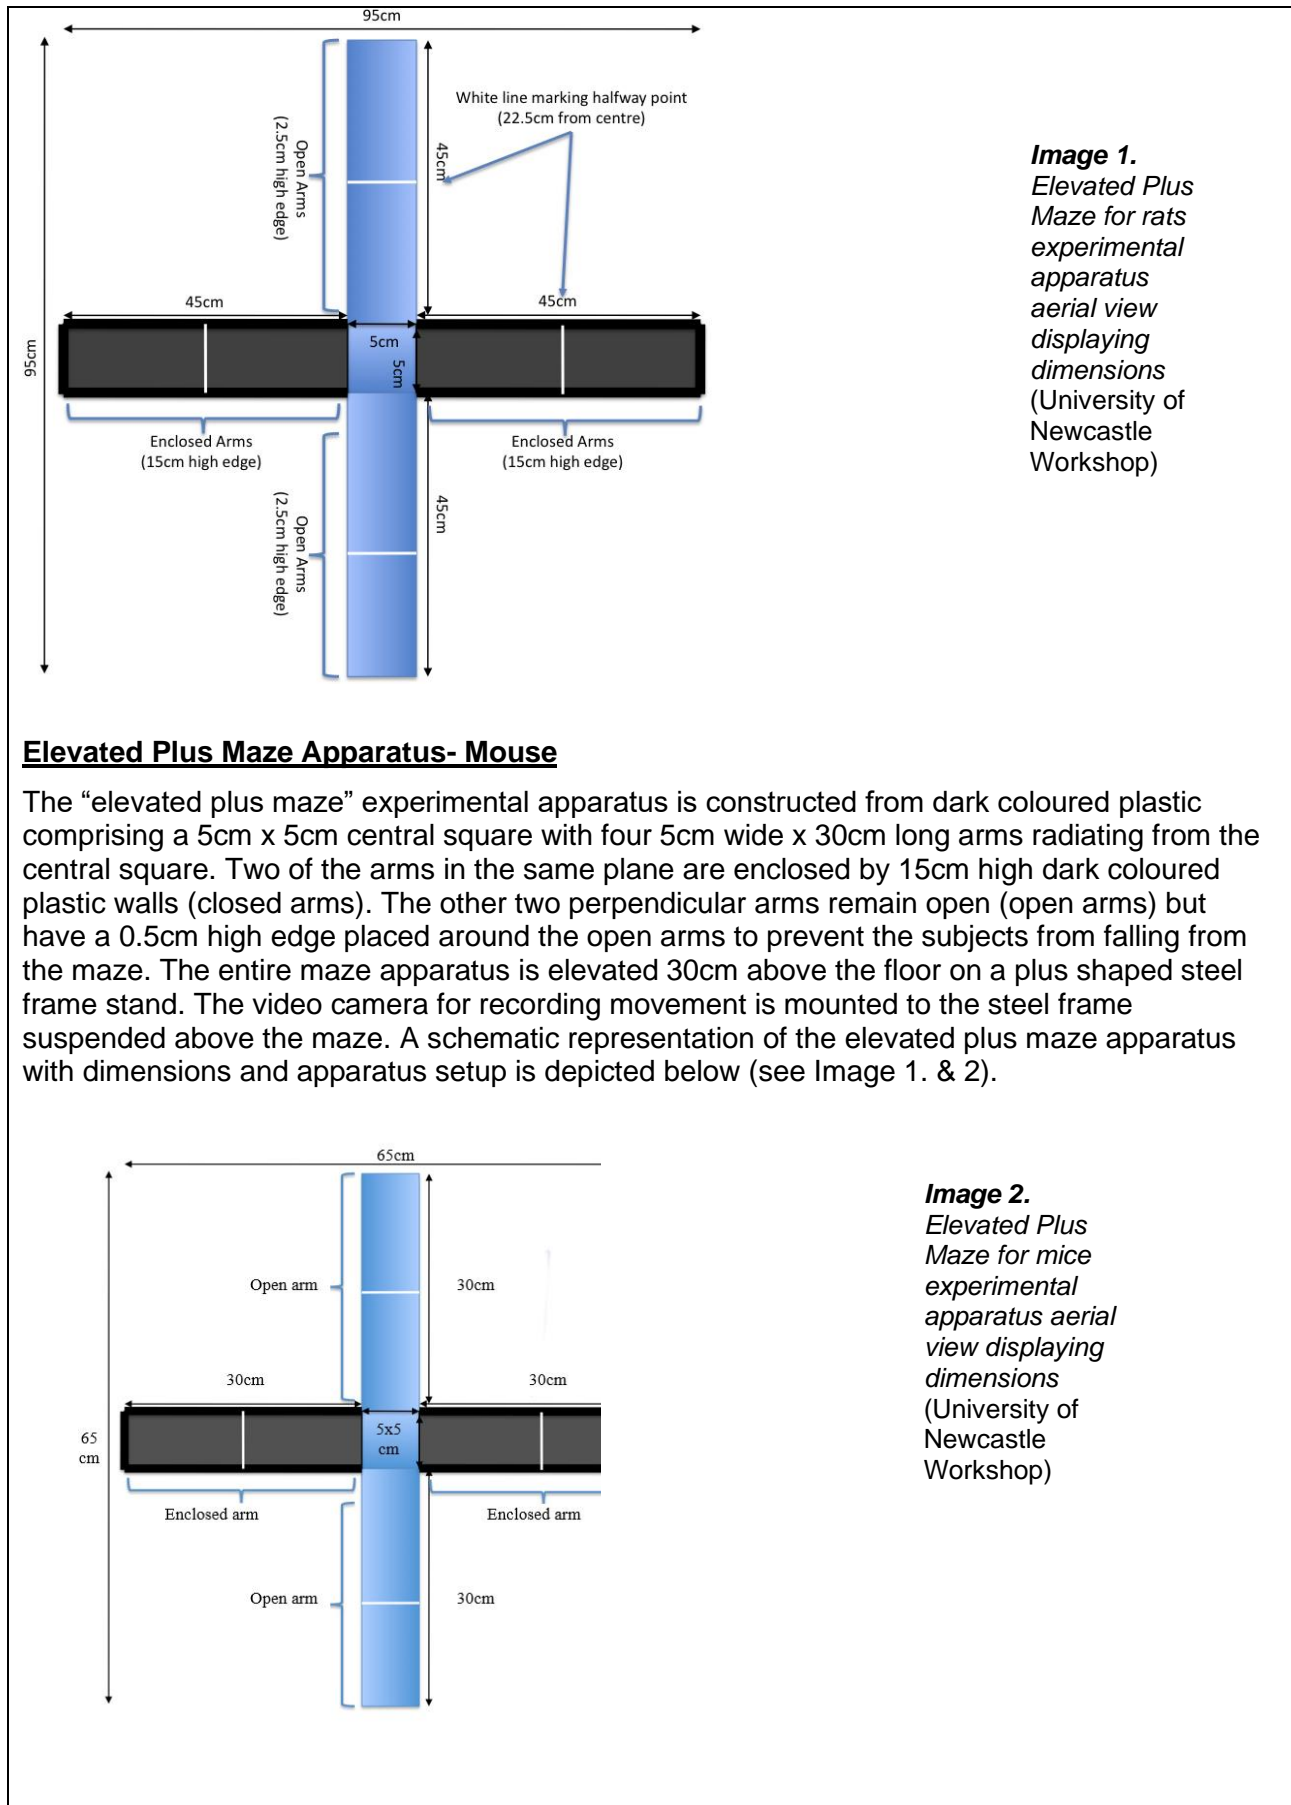 95cm
White line marking halfway point
(22.5cm from centre)
Open Arms
(2.5cm high edge)
45cm
45cm
45cm
95cm
5cm
5cm
Enclosed Arms
(15cm high edge)
Enclosed Arms
(15cm high edge)
Open Arms
(2.5cm high edge)
45cm
Image 1.
Elevated Plus
Maze for rats
experimental
apparatus
aerial view
displaying
dimensions
(University of
Newcastle
Workshop)
Elevated Plus Maze Apparatus- Mouse
The “elevated plus maze” experimental apparatus is constructed from dark coloured plastic
comprising a 5cm x 5cm central square with four 5cm wide x 30cm long arms radiating from the
central square. Two of the arms in the same plane are enclosed by 15cm high dark coloured
plastic walls (closed arms). The other two perpendicular arms remain open (open arms) but
have a 0.5cm high edge placed around the open arms to prevent the subjects from falling from
the maze. The entire maze apparatus is elevated 30cm above the floor on a plus shaped steel
frame stand. The video camera for recording movement is mounted to the steel frame
suspended above the maze. A schematic representation of the elevated plus maze apparatus
with dimensions and apparatus setup is depicted below (see Image 1. & 2).
65cm
Open arm
30cm
30cm
30cm
65
cm
5x5
cm
Enclosed arm
Enclosed arm
Open arm
30cm
Image 2.
Elevated Plus
Maze for mice
experimental
apparatus aerial
view displaying
dimensions
(University of
Newcastle
Workshop)